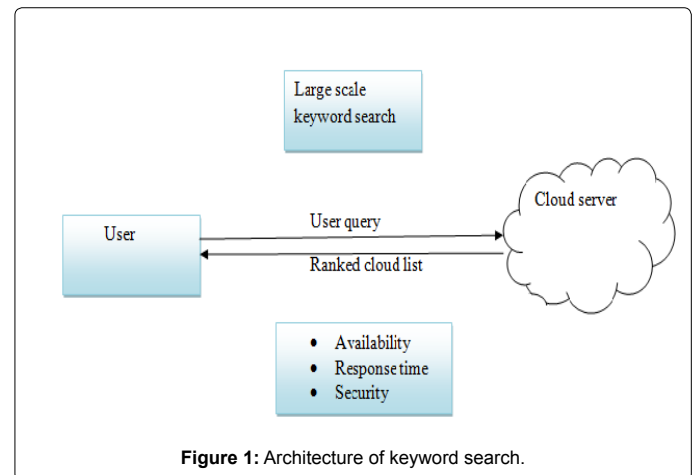 Large scale
keyword search
Cloud server
User
User query
Ranked cloud list
• Availability
• Response time
• Security
Figure 1: Architecture of keyword search.